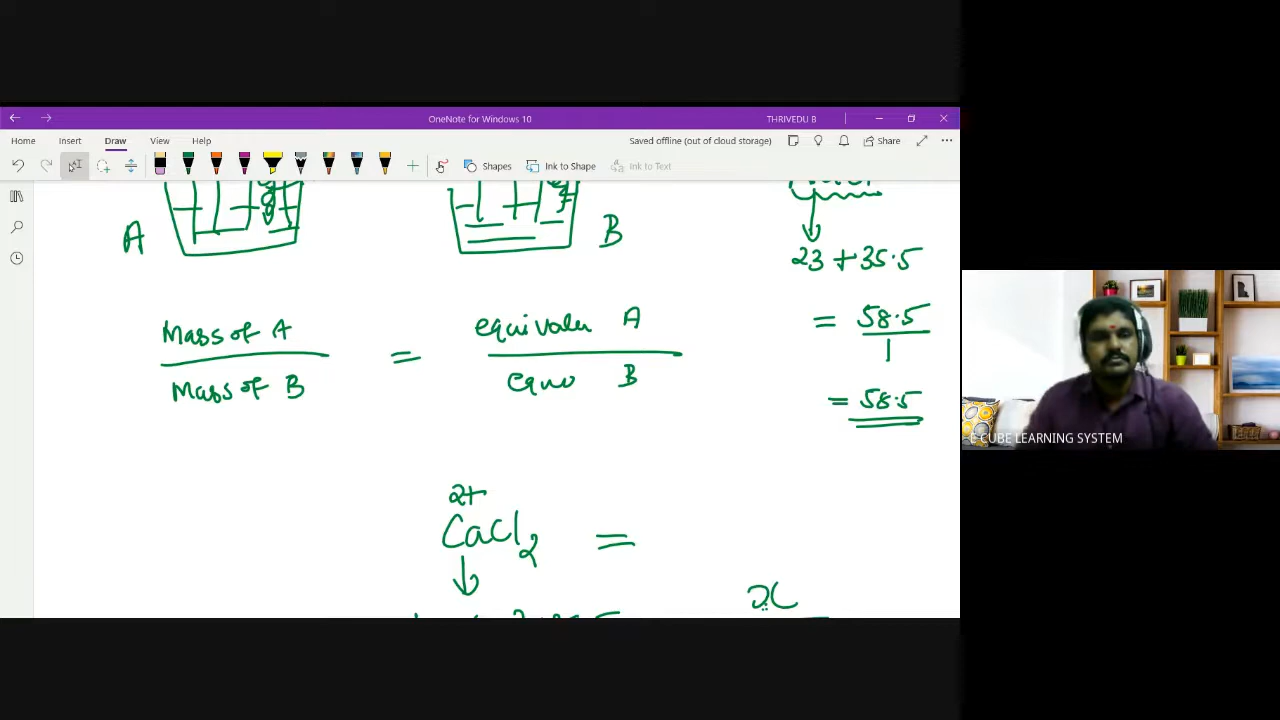 OneNote for Windows 10
THRIVEDU B
Home Insert Draw View Help
Saved offline (out of cloud storage)
Share
Shapes
Ink to Shape
Ink to Text
A
B
23 + 35.5
Mass of A
Mass of B
=
equivalen A
equo B
= 58.5
1
= 58.5
2+
CaCl2 =
x
E CUBE LEARNING SYSTEM